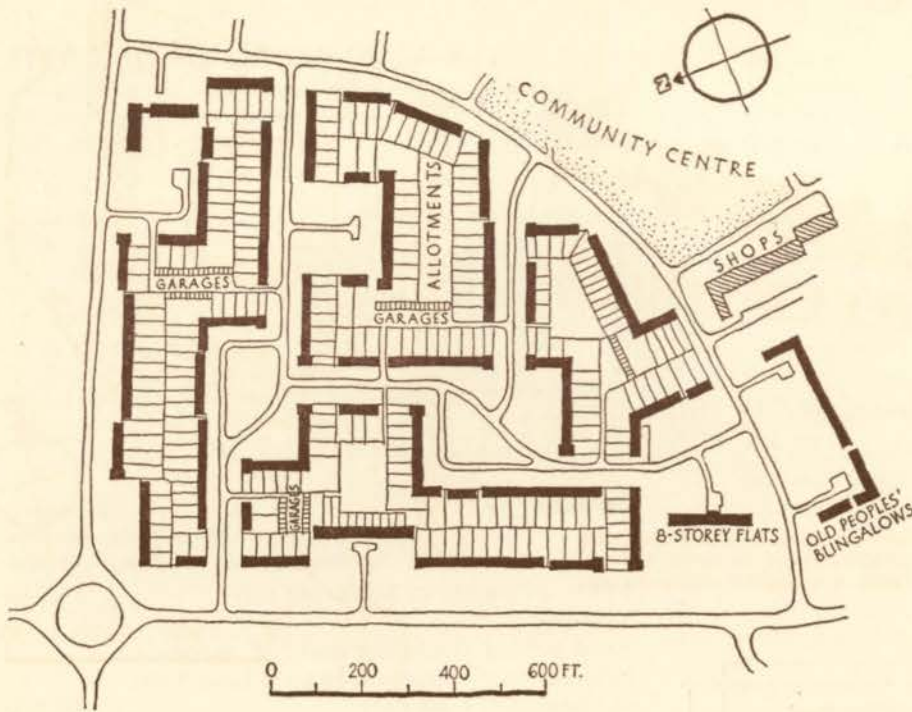 N
COMMUNITY CENTRE
SHOPS
ALLOTMENTS
GARAGES
GARAGES
GARAGES
8-STOREY FLATS
OLD PEOPLES'
BUNGALOWS
0 200 400 600 FT.